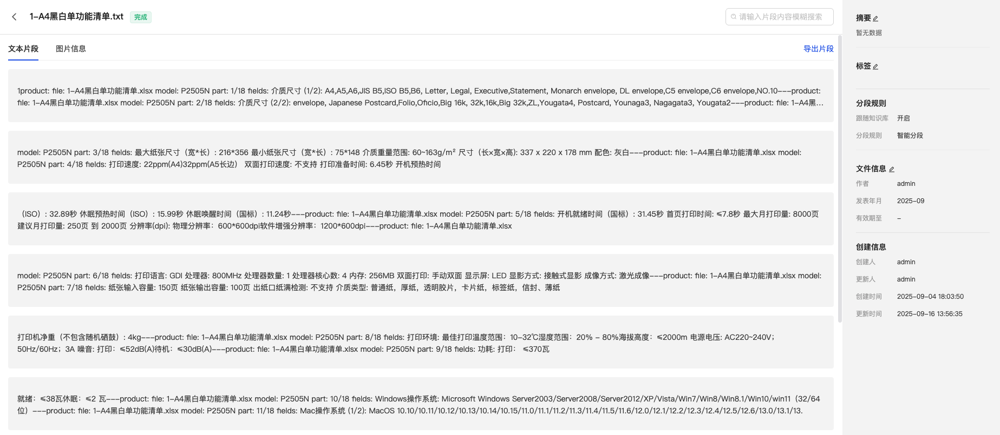 1-A4黑白单功能清单.txt 完成
请输入片段内容模糊搜索
文本片段 图片信息 导出片段
1product: file: 1-A4黑白单功能清单.xlsx model: P2505N part: 1/18 fields: 介质尺寸 (1/2): A4,A5,A6,JIS B5,ISO B5,B6, Letter, Legal, Executive,Statement, Monarch envelope, DL envelope,C5 envelope,C6 envelope,NO.10---product:
file: 1-A4黑白单功能清单.xlsx model: P2505N part: 2/18 fields: 介质尺寸 (2/2): envelope, Japanese Postcard,Folio,Oficio,Big 16k, 32k,16k,Big 32k,ZL,Yougata4, Postcard, Younaga3, Nagagata3, Yougata2---product: file: 1-A4黑...
model: P2505N part: 3/18 fields: 最大纸张尺寸（宽*长）: 216*356 最小纸张尺寸（宽*长）: 75*148 介质重量范围: 60~163g/m² 尺寸（长×宽×高): 337 x 220 x 178 mm 配色: 灰白---product: file: 1-A4黑白单功能清单.xlsx model:
P2505N part: 4/18 fields: 打印速度: 22ppm(A4)32ppm(A5长边） 双面打印速度: 不支持 打印准备时间: 6.45秒 开机预热时间
（ISO）: 32.89秒 休眠预热时间（ISO）: 15.99秒 休眠唤醒时间（国标）: 11.24秒---product: file: 1-A4黑白单功能清单.xlsx model: P2505N part: 5/18 fields: 开机就绪时间（国标）: 31.45秒 首页打印时间: ≤7.8秒 最大月打印量: 8000页
建议月打印量: 250页 到 2000页 分辨率(dpi): 物理分辨率：600*600dpi软件增强分辨率：1200*600dpi---product: file: 1-A4黑白单功能清单.xlsx
model: P2505N part: 6/18 fields: 打印语言: GDI 处理器: 800MHz 处理器数量: 1 处理器核心数: 4 内存: 256MB 双面打印: 手动双面 显示屏: LED 显影方式: 接触式显影 成像方式: 激光成像---product: file: 1-A4黑白单功能清单.xlsx model:
P2505N part: 7/18 fields: 纸张输入容量: 150页 纸张输出容量: 100页 出纸口纸满检测: 不支持 介质类型: 普通纸，厚纸，透明胶片，卡片纸，标签纸，信封、薄纸
打印机净重（不包含随机硒鼓）: 4kg---product: file: 1-A4黑白单功能清单.xlsx model: P2505N part: 8/18 fields: 打印环境: 最佳打印温度范围：10-32℃湿度范围：20% - 80%海拔高度：≤2000m 电源电压: AC220~240V；
50Hz/60Hz；3A 噪音: 打印：≤52dB(A)待机：≤30dB(A)---product: file: 1-A4黑白单功能清单.xlsx model: P2505N part: 9/18 fields: 功耗: 打印： ≤370瓦
就绪：≤38瓦休眠：≤2 瓦---product: file: 1-A4黑白单功能清单.xlsx model: P2505N part: 10/18 fields: Windows操作系统: Microsoft Windows Server2003/Server2008/Server2012/XP/Vista/Win7/Win8/Win8.1/Win10/win11（32/64
位）---product: file: 1-A4黑白单功能清单.xlsx model: P2505N part: 11/18 fields: Mac操作系统 (1/2): MacOS 10.10/10.11/10.12/10.13/10.14/10.15/11.0/11.1/11.2/11.3/11.4/11.5/11.6/12.0/12.1/12.2/12.3/12.4/12.5/12.6/13.0/13.1/13.
摘要
暂无数据
标签
分段规则
跟随知识库 开启
分段规则 智能分段
文件信息
作者 admin
发表年月 2025-09
有效期至 -
创建信息
创建人 admin
更新人 admin
创建时间 2025-09-04 18:03:50
更新时间 2025-09-16 13:56:35